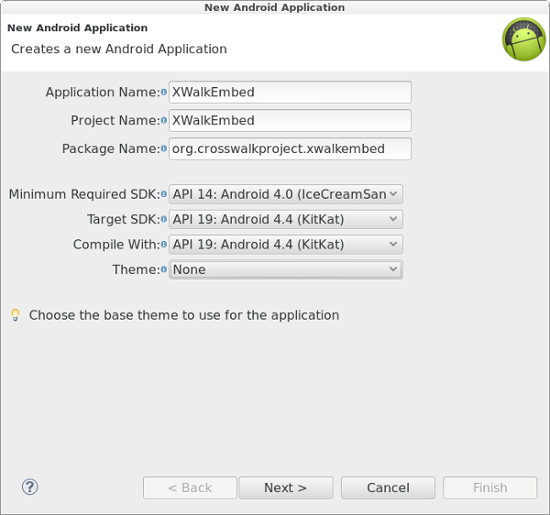 New Android Application
New Android Application
Creates a new Android Application
Application Name: XWalkEmbed
Project Name: XWalkEmbed
Package Name: org.crosswalkproject.xwalkembed
Minimum Required SDK: API 14: Android 4.0 (IceCreamSan
Target SDK: API 19: Android 4.4 (KitKat)
Compile With: API 19: Android 4.4 (KitKat)
Theme: None
Choose the base theme to use for the application
? < Back Next > Cancel Finish